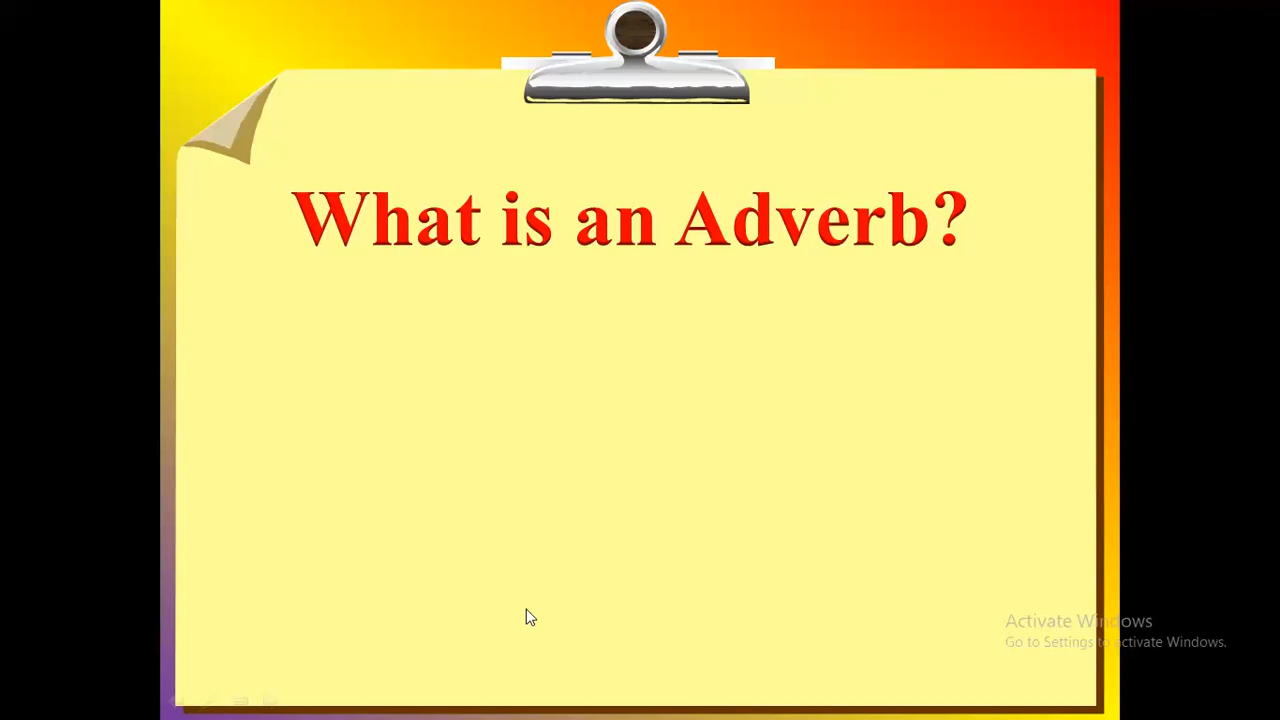 What is an Adverb?
Activate Windows
Go to Settings to activate Windows.